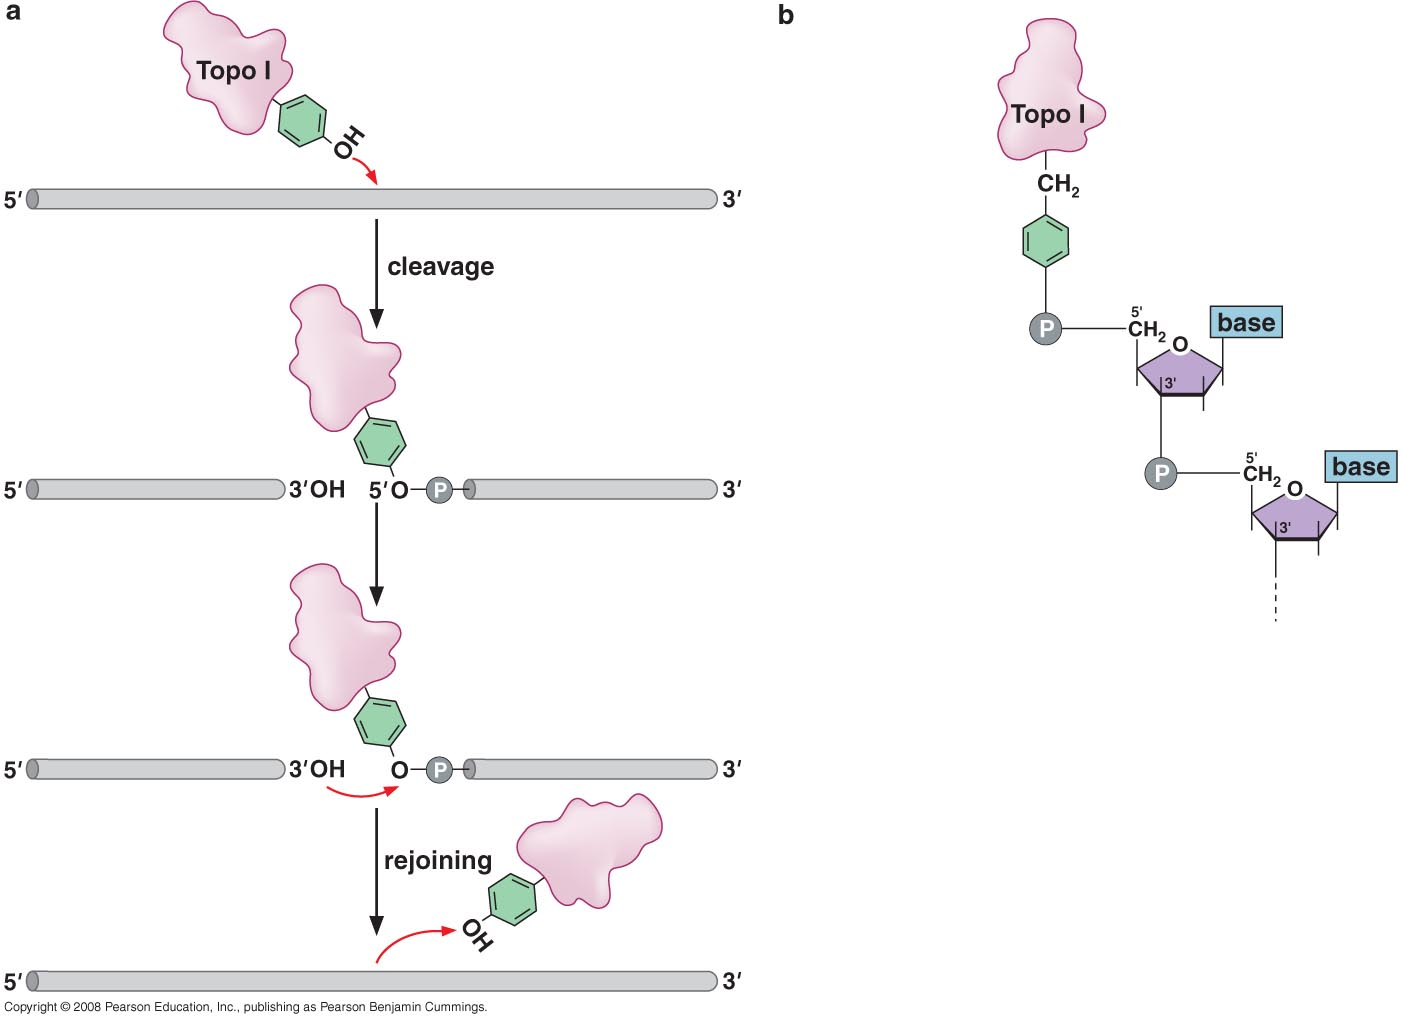 a
Topo I
OH
5′ 3′
cleavage
5′ 3′OH 5′O P 3′
5′ 3′OH O P 3′
rejoining
OH
5′ 3′
Copyright © 2008 Pearson Education, Inc., publishing as Pearson Benjamin Cummings.
b
Topo I
CH₂
P 5' CH₂ O base
3'
P 5' CH₂ O base
3'